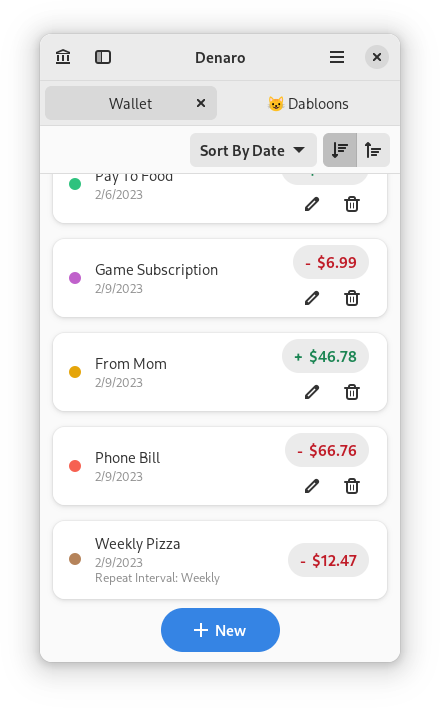 Denaro
Wallet
Dabloons
Sort By Date
Pay To Food
2/6/2023
Game Subscription
2/9/2023
- $6.99
From Mom
2/9/2023
+ $46.78
Phone Bill
2/9/2023
- $66.76
Weekly Pizza
2/9/2023
Repeat Interval: Weekly
- $12.47
New